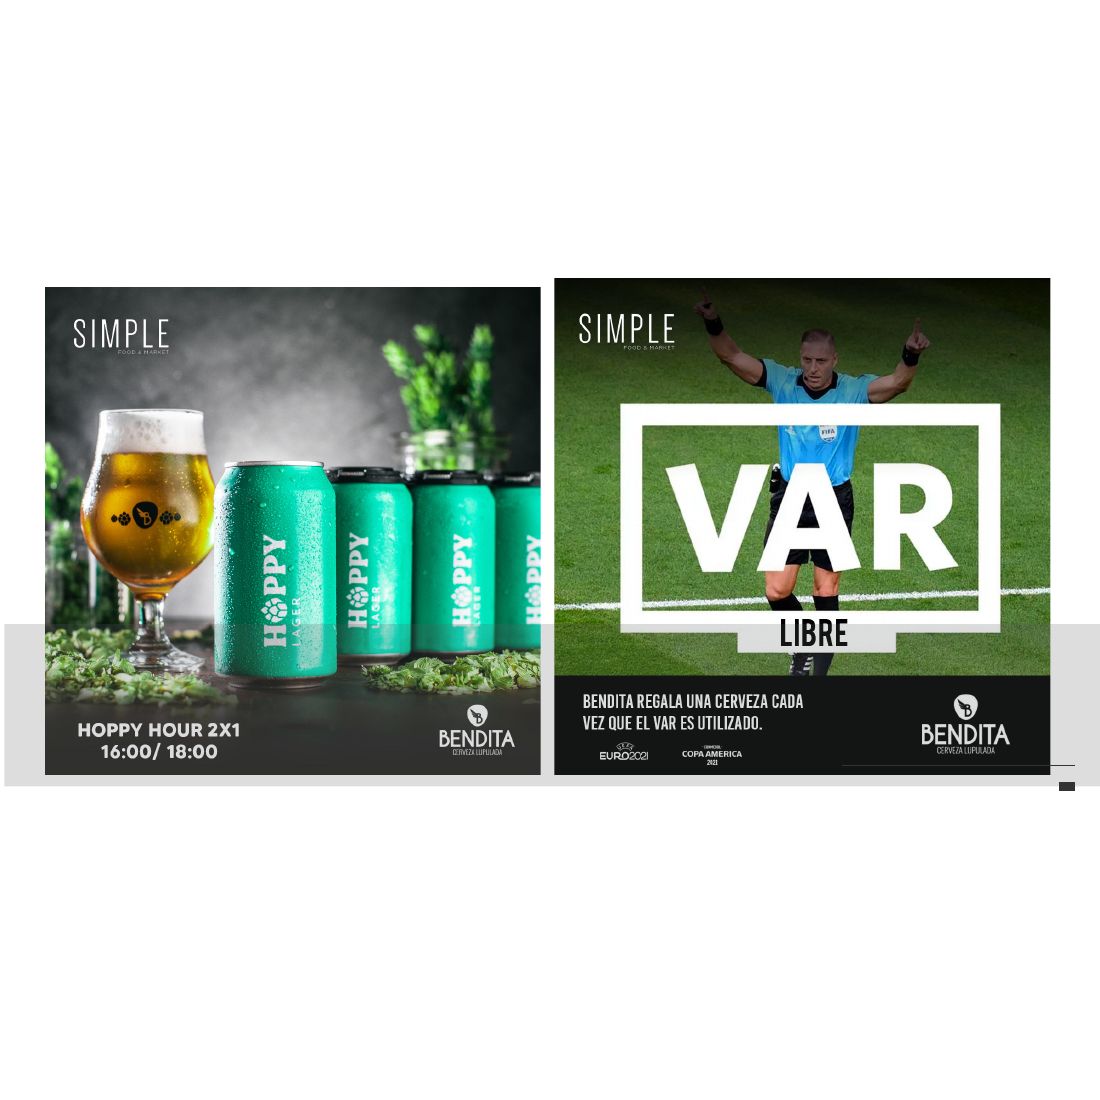 SIMPLE
FOOD & MARKET
HOPPY
LAGER
HOPPY
LAGER
HOPPY
LAGER
HOPPY
B
HOPPY HOUR 2X1
16:00/ 18:00
B
BENDITA
CERVEZA LUPULADA
SIMPLE
FOOD & MARKET
FIFA
VAR
LIBRE
BENDITA REGALA UNA CERVEZA CADA
VEZ QUE EL VAR ES UTILIZADO.
UEFA
EURO2021
CONMEBOL
COPA AMERICA
2021
B
BENDITA
CERVEZA LUPULADA